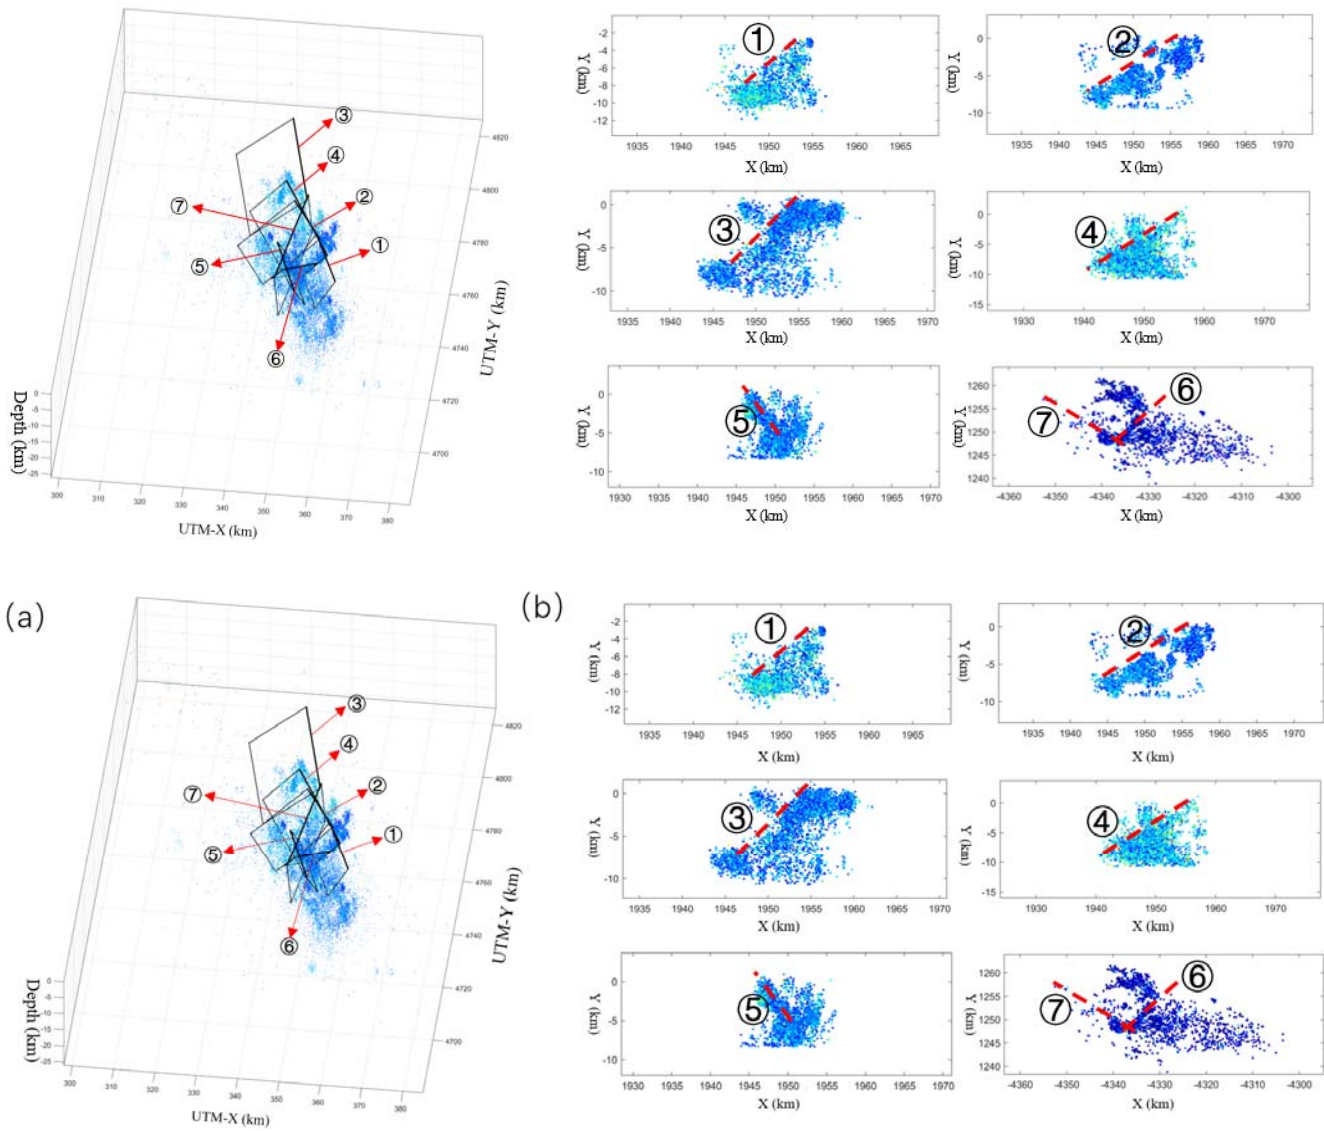 ③
④
②
⑦
①
⑤
⑥
4820
4800
4780
4760
4740
4720
4700
UTM-Y (km)
Depth (km)
0
-5
-10
-15
-20
-25
300
310
320
330
340
350
360
370
380
UTM-X (km)
①
Y (km)
-2
-4
-6
-8
-10
-12
1935 1940 1945 1950 1955 1960 1965
X (km)
②
Y (km)
0
-5
-10
1935 1940 1945 1950 1955 1960 1965 1970
X (km)
③
Y (km)
0
-5
-10
1935 1940 1945 1950 1955 1960 1965 1970
X (km)
④
Y (km)
0
-5
-10
-15
1930 1940 1950 1960 1970
X (km)
⑤
Y (km)
0
-5
-10
1930 1935 1940 1945 1950 1955 1960 1965 1970
X (km)
⑥
⑦
Y (km)
1260
1255
1250
1245
1240
-4360 -4350 -4340 -4330 -4320 -4310 -4300
X (km)
(a)
③
④
②
⑦
①
⑤
⑥
4820
4800
4780
4760
4740
4720
4700
UTM-Y (km)
Depth (km)
0
-5
-10
-15
-20
-25
300
310
320
330
340
350
360
370
380
UTM-X (km)
(b)
①
Y (km)
-2
-4
-6
-8
-10
-12
1935 1940 1945 1950 1955 1960 1965
X (km)
②
Y (km)
0
-5
-10
1935 1940 1945 1950 1955 1960 1965 1970
X (km)
③
Y (km)
0
-5
-10
1935 1940 1945 1950 1955 1960 1965 1970
X (km)
④
Y (km)
0
-5
-10
-15
1930 1940 1950 1960 1970
X (km)
⑤
Y (km)
0
-5
-10
1930 1935 1940 1945 1950 1955 1960 1965 1970
X (km)
⑥
⑦
Y (km)
1260
1255
1250
1245
1240
-4360 -4350 -4340 -4330 -4320 -4310 -4300
X (km)